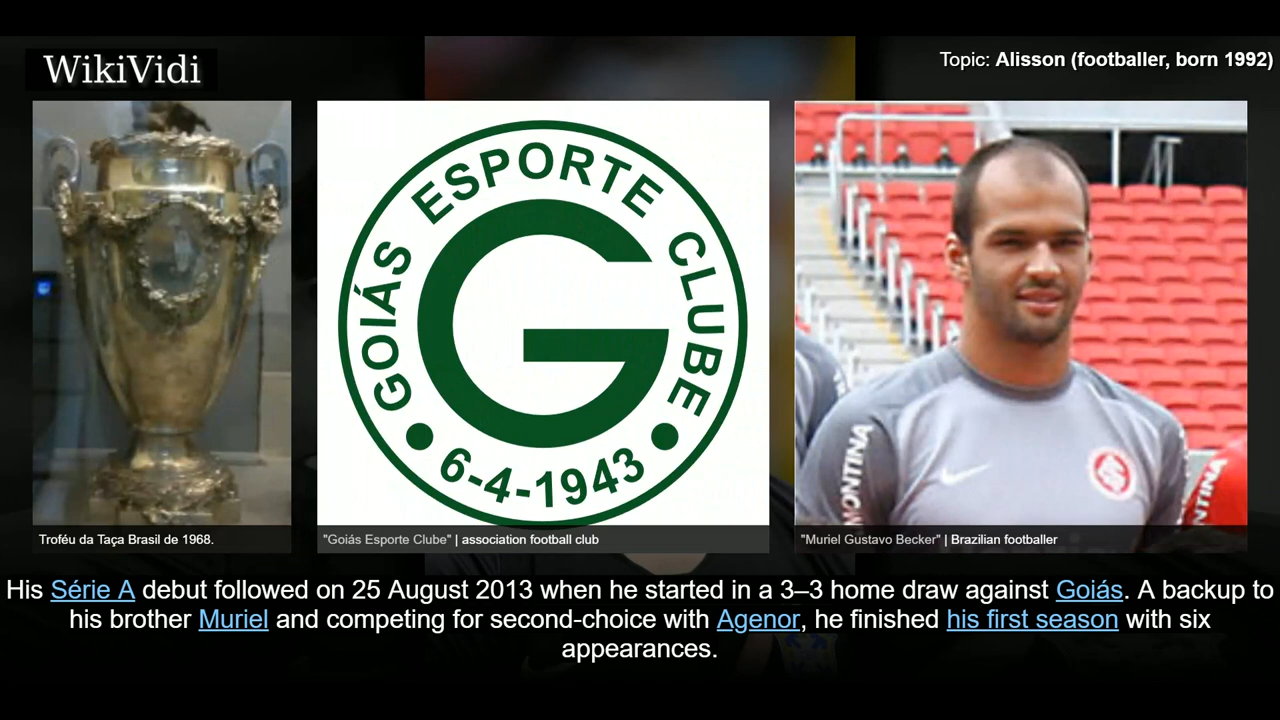 WikiVidi
Topic: Alisson (footballer, born 1992)
GOIÁS ESPORTE CLUBE
6-4-1943
G
MONTINA
NTINA
Troféu da Taça Brasil de 1968.
"Goiás Esporte Clube" | association football club
"Muriel Gustavo Becker" | Brazilian footballer
His Série A debut followed on 25 August 2013 when he started in a 3–3 home draw against Goiás. A backup to
his brother Muriel and competing for second-choice with Agenor, he finished his first season with six
appearances.